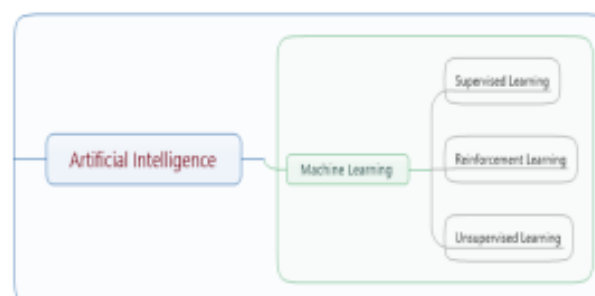 Artificial Intelligence
Machine Learning
Supervised Learning
Reinforcement Learning
Unsupervised Learning